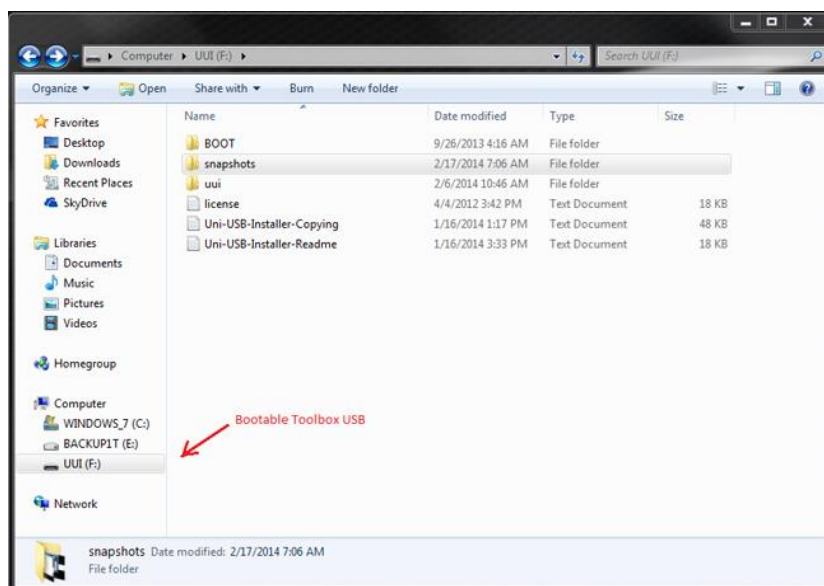 Computer UUI (F:) Search UUI (F:)
Organize Open Share with Burn New folder
Name Date modified Type Size
Favorites
Desktop
Downloads
Recent Places
SkyDrive
Libraries
Documents
Music
Pictures
Videos
Homegroup
Computer
WINDOWS_7 (C:)
BACKUP1T (E:)
UUI (F:)
Network
BOOT 9/26/2013 4:16 AM File folder
snapshots 2/17/2014 7:06 AM File folder
uui 2/6/2014 10:46 AM File folder
license 4/4/2012 3:42 PM Text Document 18 KB
Uni-USB-Installer-Copying 1/16/2014 1:17 PM Text Document 48 KB
Uni-USB-Installer-Readme 1/16/2014 3:33 PM Text Document 18 KB
Bootable Toolbox USB
snapshots Date modified: 2/17/2014 7:06 AM
File folder